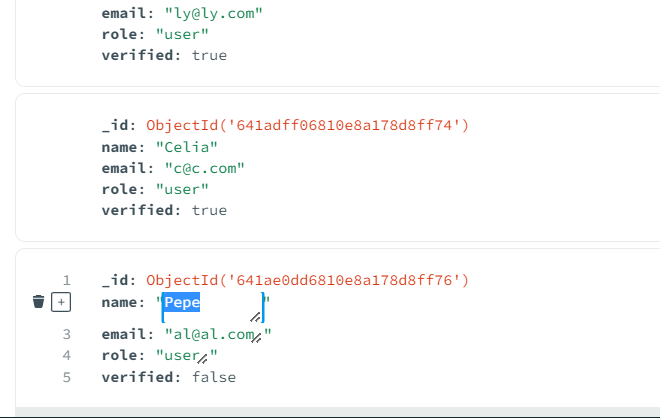 email: "ly@ly.com"
role: "user"
verified: true
_id: ObjectId('641adff06810e8a178d8ff74')
name: "Celia"
email: "c@c.com"
role: "user"
verified: true
1 _id: ObjectId('641ae0dd6810e8a178d8ff76')
+ name: "Pepe"
3 email: "al@al.com"
4 role: "user"
5 verified: false